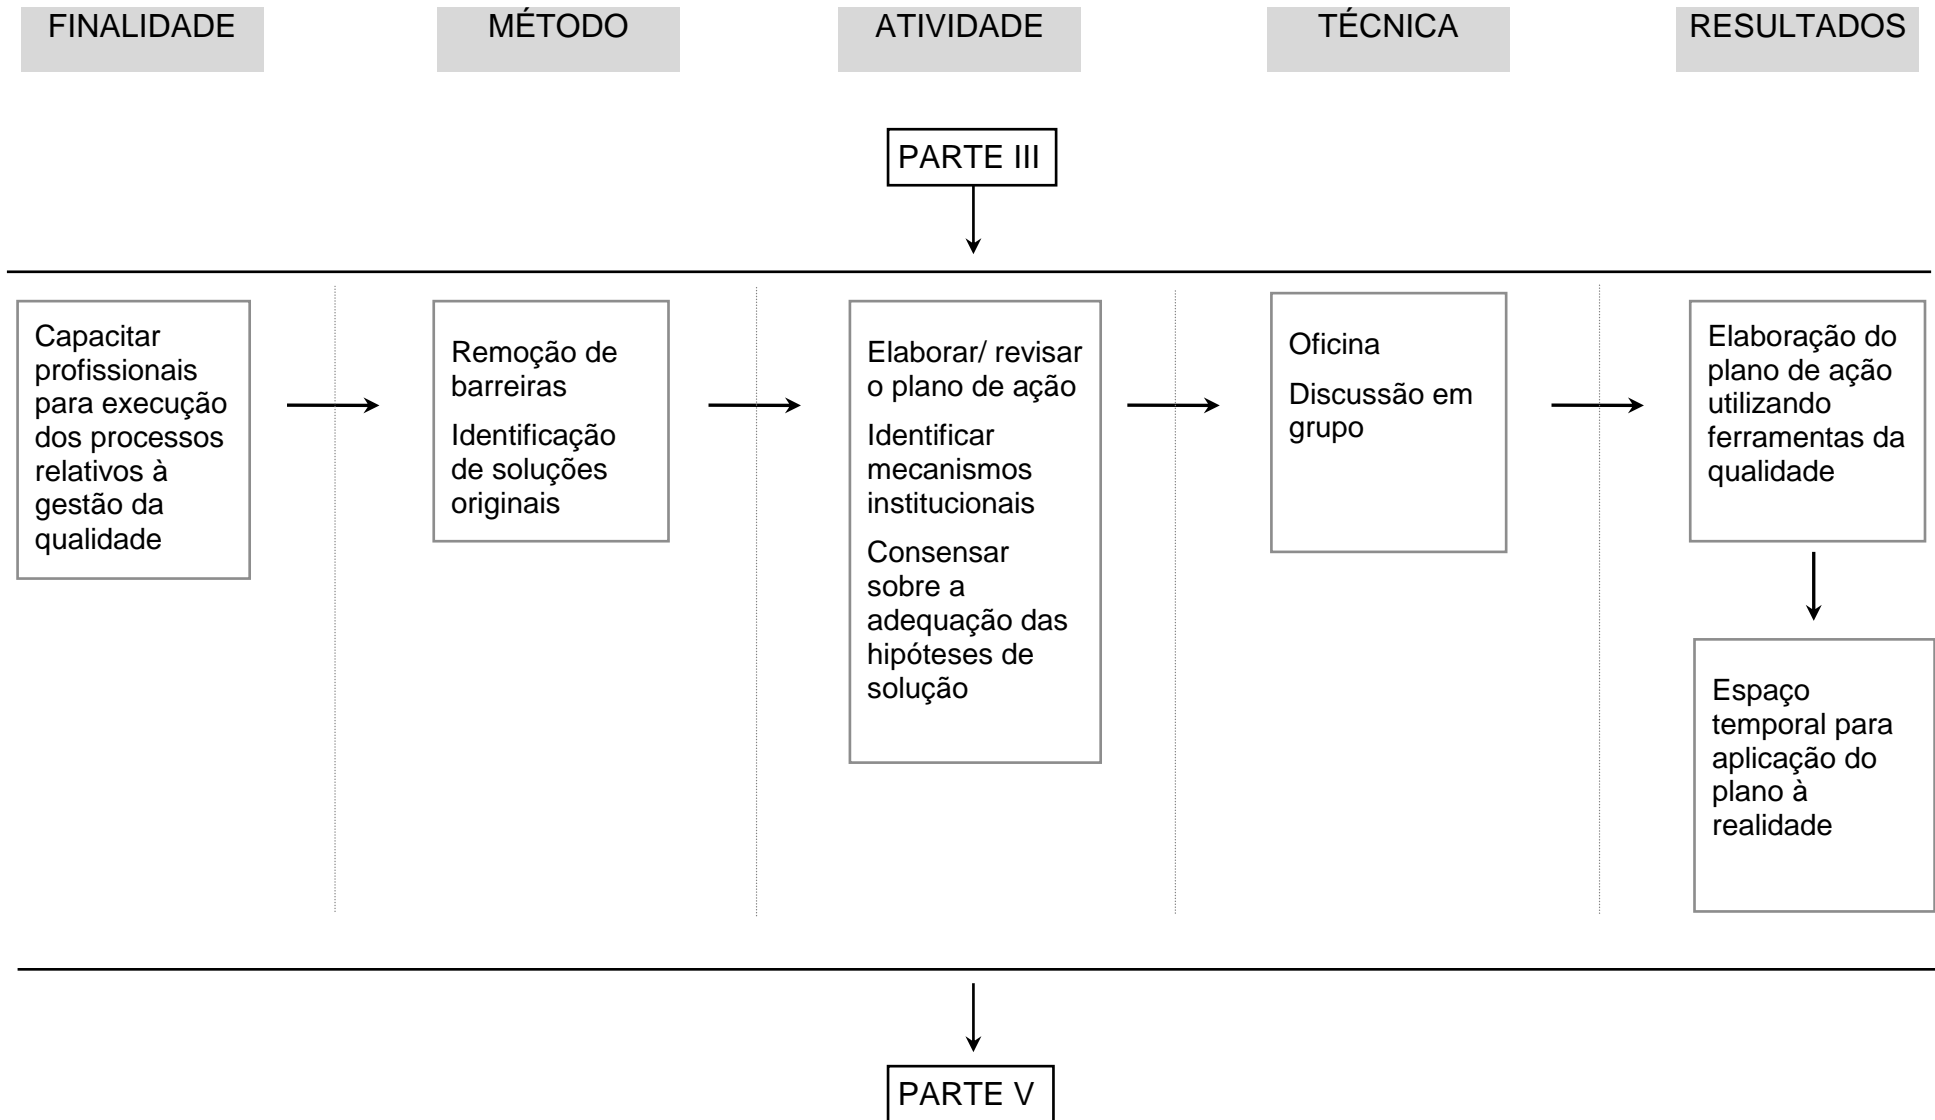 FINALIDADE
MÉTODO
ATIVIDADE
TÉCNICA
RESULTADOS
PARTE III
Capacitar
profissionais
para execução
dos processos
relativos à
gestão da
qualidade
Remoção de
barreiras
Identificação
de soluções
originais
Elaborar/ revisar
o plano de ação
Identificar
mecanismos
institucionais
Consensar
sobre a
adequação das
hipóteses de
solução
Oficina
Discussão em
grupo
Elaboração do
plano de ação
utilizando
ferramentas da
qualidade
Espaço
temporal para
aplicação do
plano à
realidade
PARTE V